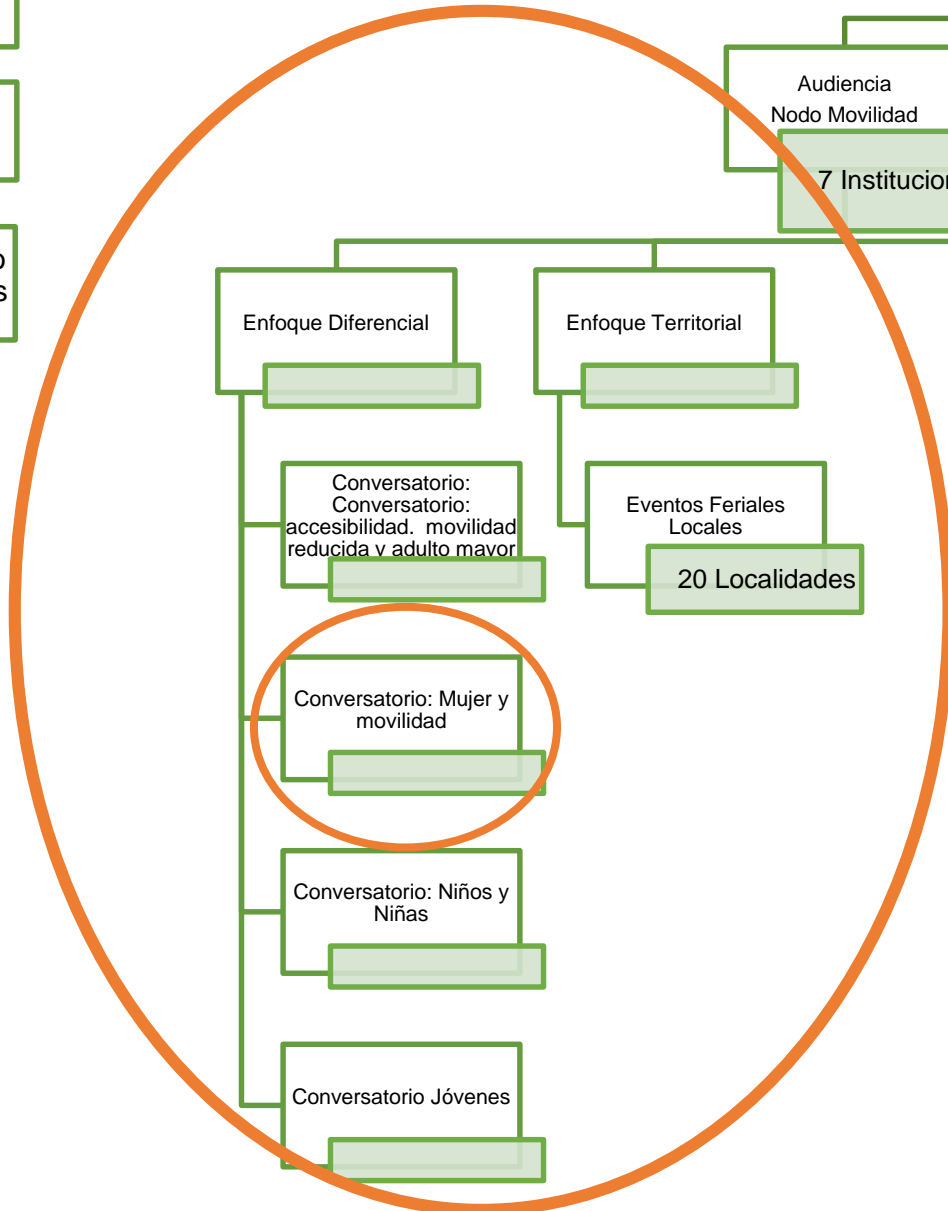 Audiencia
Nodo Movilidad
7 Institucion
o
s
Enfoque Diferencial
Enfoque Territorial
Conversatorio:
Conversatorio:
accesibilidad. movilidad
reducida y adulto mayor
Eventos Feriales
Locales
20 Localidades
Conversatorio: Mujer y
movilidad
Conversatorio: Niños y
Niñas
Conversatorio Jóvenes